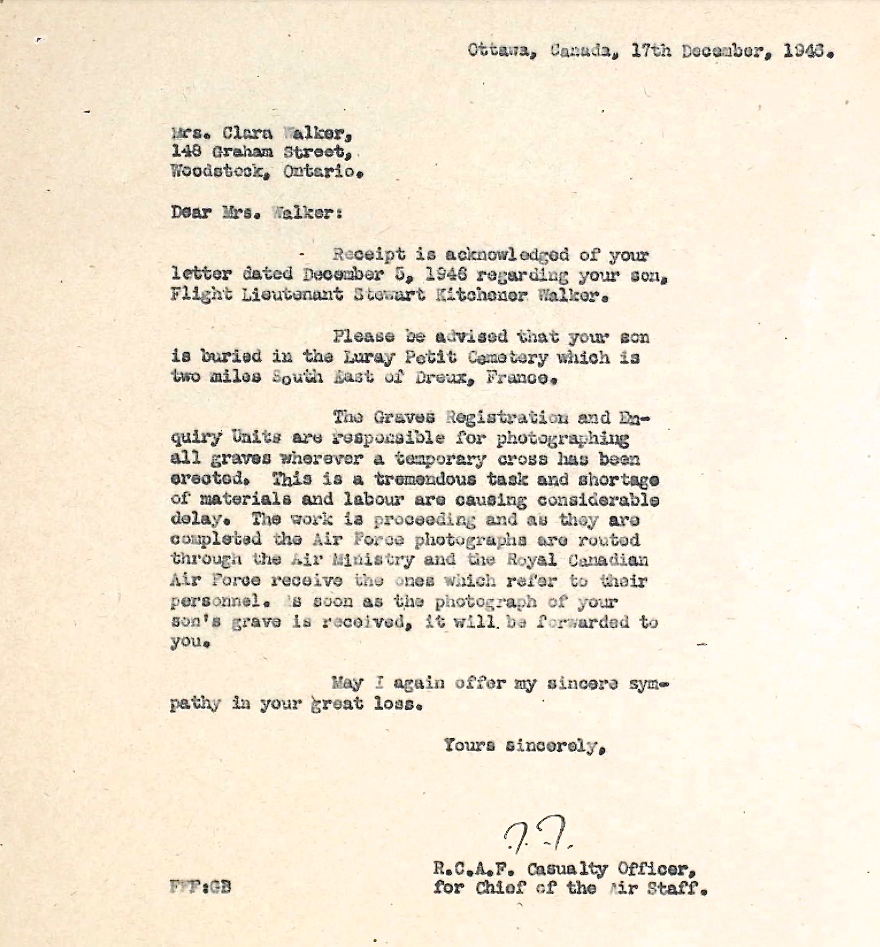 Ottawa, Canada, 17th December, 1946.
Mrs. Clara Walker,
148 Graham Street,
Woodstock, Ontario.
Dear Mrs. Walker:
Receipt is acknowledged of your
letter dated December 5, 1946 regarding your son,
Flight Lieutenant Stewart Kitchener Walker.
Please be advised that your son
is buried in the Luray Petit Cemetery which is
two miles South East of Dreux, France.
The Graves Registration and En-
quiry Units are responsible for photographing
all graves wherever a temporary cross has been
erected. This is a tremendous task and shortage
of materials and labour are causing considerable
delay. The work is proceeding and as they are
completed the Air Force photographs are routed
through the Air Ministry and the Royal Canadian
Air Force receive the ones which refer to their
personnel. As soon as the photograph of your
son's grave is received, it will be forwarded to
you.
May I again offer my sincere sym-
pathy in your great loss.
Yours sincerely,
R.C.A.F. Casualty Officer,
FFF:GB for Chief of the Air Staff.